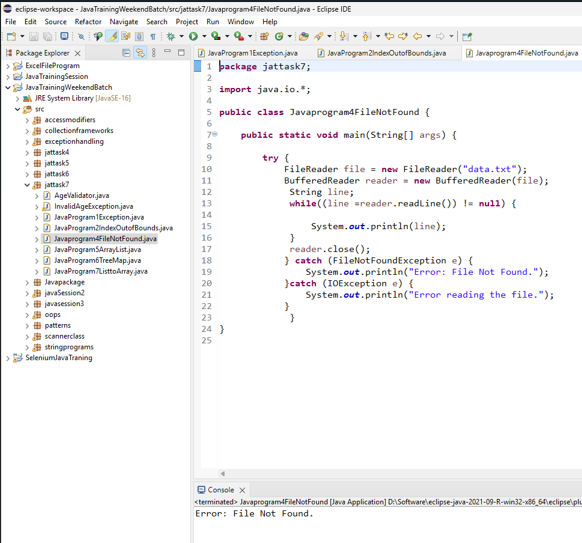 eclipse-workspace - JavaTrainingWeekendBatch/src/jattask7/Javaprogram4FileNotFound.java - Eclipse IDE
File Edit Source Refactor Navigate Search Project Run Window Help
Package Explorer
ExcelFileProgram
JavaTrainingSession
JavaTrainingWeekendBatch
JRE System Library [JavaSE-16]
src
accessmodifiers
collectionframeworks
exceptionhandling
jattask4
jattask5
jattask6
jattask7
AgeValidator.java
InvalidAgeException.java
JavaProgram1Exception.java
JavaProgram2IndexOutofBounds.java
Javaprogram4FileNotFound.java
JavaProgram5ArrayList.java
JavaProgram6TreeMap.java
JavaProgram7ListtoArray.java
Javapackage
javaSession2
javasession3
oops
patterns
scannerclass
stringprograms
SeleniumJavaTraning
JavaProgram1Exception.java JavaProgram2IndexOutofBounds.java Javaprogram4FileNotFound.java
1 package jattask7;
2
3 import java.io.*;
4
5 public class Javaprogram4FileNotFound {
6
7 public static void main(String[] args) {
8
9 try {
10 FileReader file = new FileReader("data.txt");
11 BufferedReader reader = new BufferedReader(file);
12 String line;
13 while((line =reader.readLine()) != null) {
14
15 System.out.println(line);
16 }
17 reader.close();
18 } catch (FileNotFoundException e) {
19 System.out.println("Error: File Not Found.");
20 }catch (IOException e) {
21 System.out.println("Error reading the file.");
22 }
23 }
24 }
25
Console
<terminated> Javaprogram4FileNotFound [Java Application] D:\Software\eclipse-java-2021-09-R-win32-x86_64\eclipse\plu
Error: File Not Found.